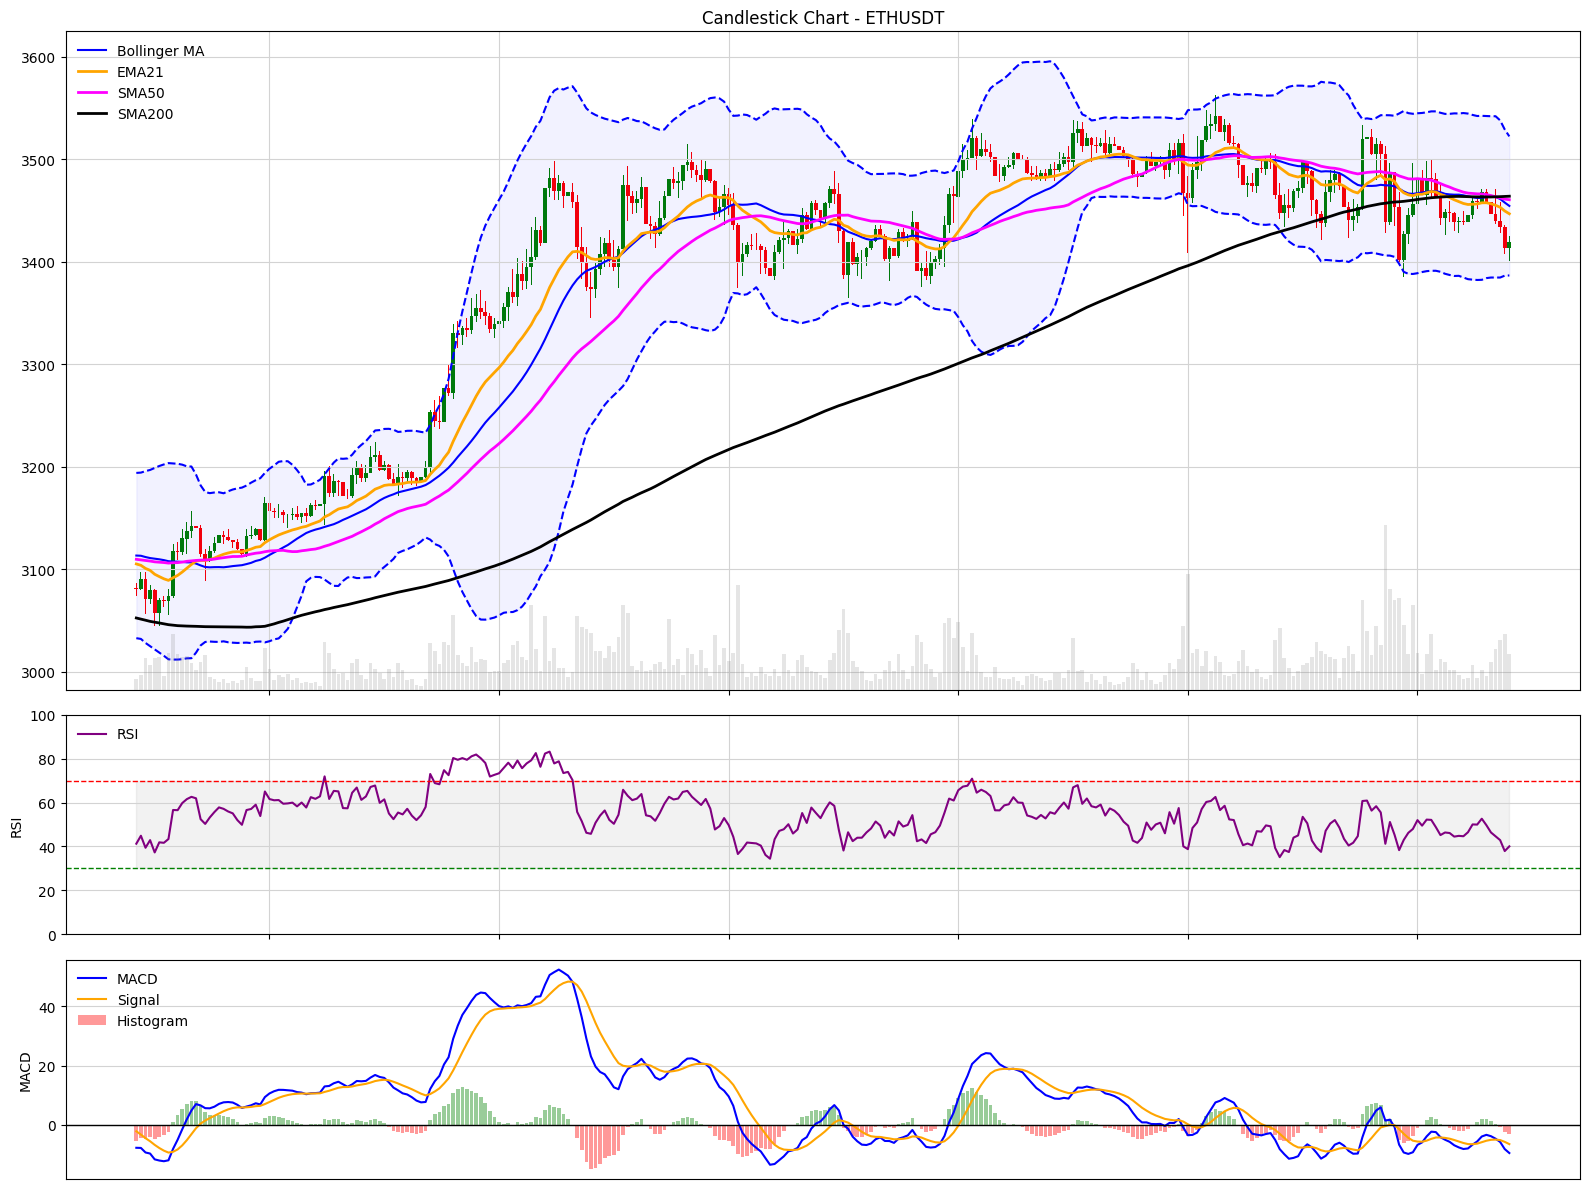 Candlestick Chart - ETHUSDT
Bollinger MA
EMA21
SMA50
SMA200
3600
3500
3400
3300
3200
3100
3000
RSI
RSI
100
80
60
40
20
0
MACD
Signal
Histogram
MACD
40
20
0